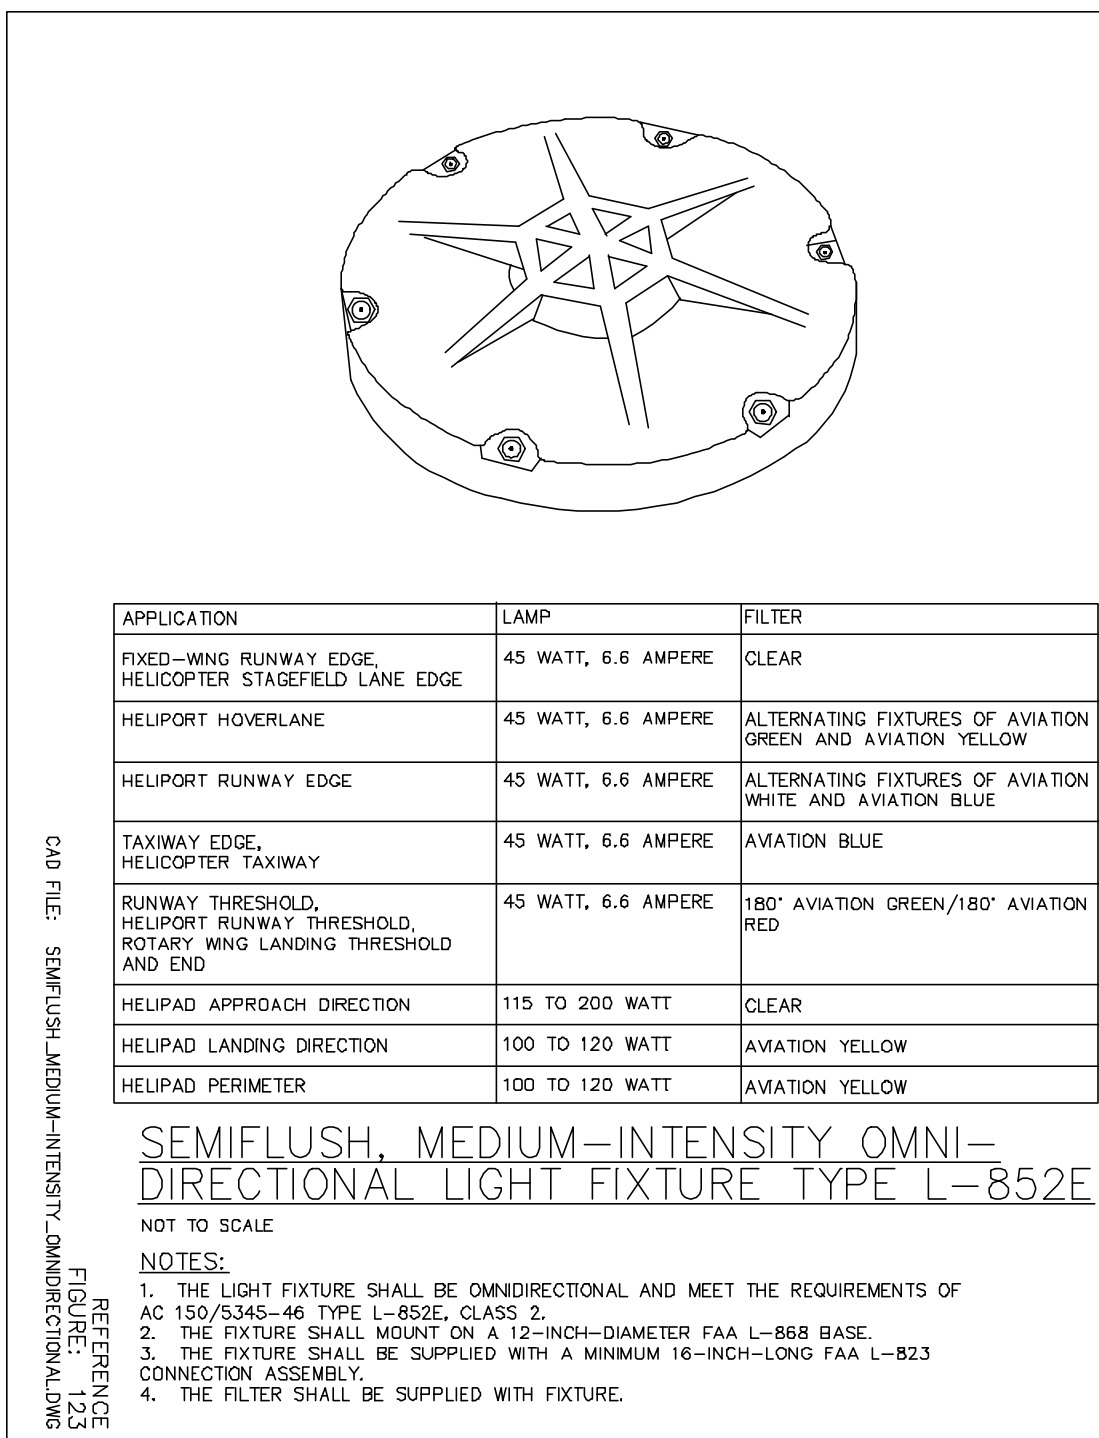 APPLICATION LAMP FILTER
FIXED-WING RUNWAY EDGE, 45 WATT, 6.6 AMPERE CLEAR
HELICOPTER STAGEFIELD LANE EDGE
HELIPORT HOVERLANE 45 WATT, 6.6 AMPERE ALTERNATING FIXTURES OF AVIATION
GREEN AND AVIATION YELLOW
HELIPORT RUNWAY EDGE 45 WATT, 6.6 AMPERE ALTERNATING FIXTURES OF AVIATION
WHITE AND AVIATION BLUE
TAXIWAY EDGE, 45 WATT, 6.6 AMPERE AVIATION BLUE
HELICOPTER TAXIWAY
RUNWAY THRESHOLD, 45 WATT, 6.6 AMPERE 180° AVIATION GREEN/180° AVIATION
HELIPORT RUNWAY THRESHOLD, RED
ROTARY WING LANDING THRESHOLD
AND END
HELIPAD APPROACH DIRECTION 115 TO 200 WATT CLEAR
HELIPAD LANDING DIRECTION 100 TO 120 WATT AVIATION YELLOW
HELIPAD PERIMETER 100 TO 120 WATT AVIATION YELLOW
SEMIFLUSH, MEDIUM-INTENSITY OMNI-
DIRECTIONAL LIGHT FIXTURE TYPE L-852E
NOT TO SCALE
NOTES:
1. THE LIGHT FIXTURE SHALL BE OMNIDIRECTIONAL AND MEET THE REQUIREMENTS OF
AC 150/5345-46 TYPE L-852E, CLASS 2.
2. THE FIXTURE SHALL MOUNT ON A 12-INCH-DIAMETER FAA L-868 BASE.
3. THE FIXTURE SHALL BE SUPPLIED WITH A MINIMUM 16-INCH-LONG FAA L-823
CONNECTION ASSEMBLY.
4. THE FILTER SHALL BE SUPPLIED WITH FIXTURE.
REFERENCE
FIGURE: 123
CAD FILE: SEMIFLUSH_MEDIUM-INTENSITY_OMNIDIRECTIONAL.DWG